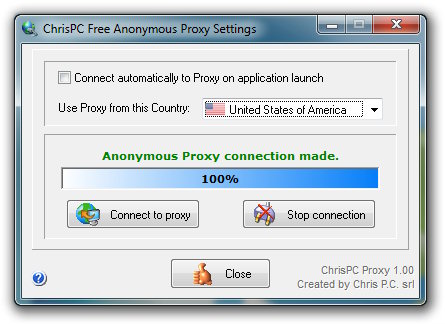 ChrisPC Free Anonymous Proxy Settings
Connect automatically to Proxy on application launch
Use Proxy from this Country: United States of America
Anonymous Proxy connection made.
100%
Connect to proxy Stop connection
Close
ChrisPC Proxy 1.00
Created by Chris P.C. srl
?